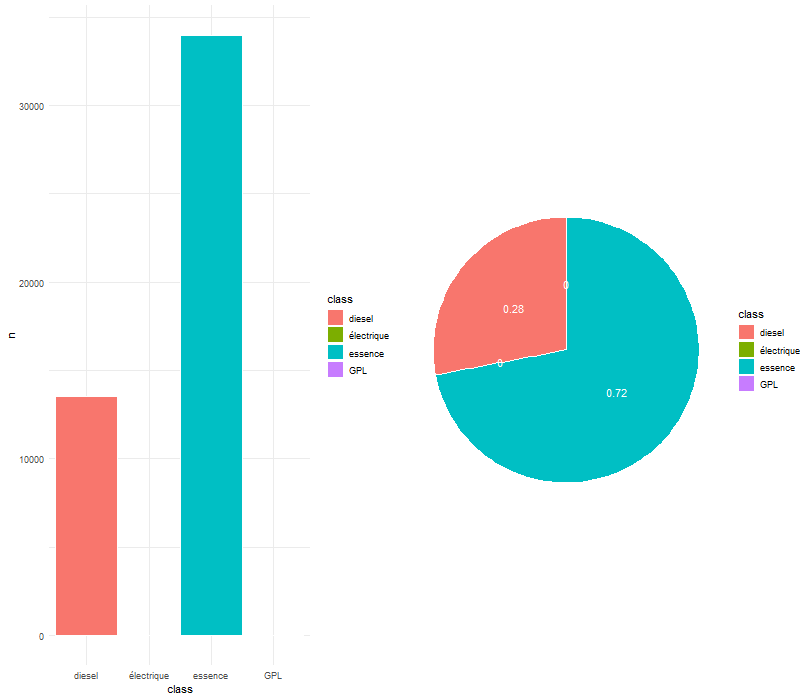 30000
20000
10000
0
n
diesel
électrique
essence
GPL
class
class
diesel
électrique
essence
GPL
0
0.28
0
0.72
class
diesel
électrique
essence
GPL